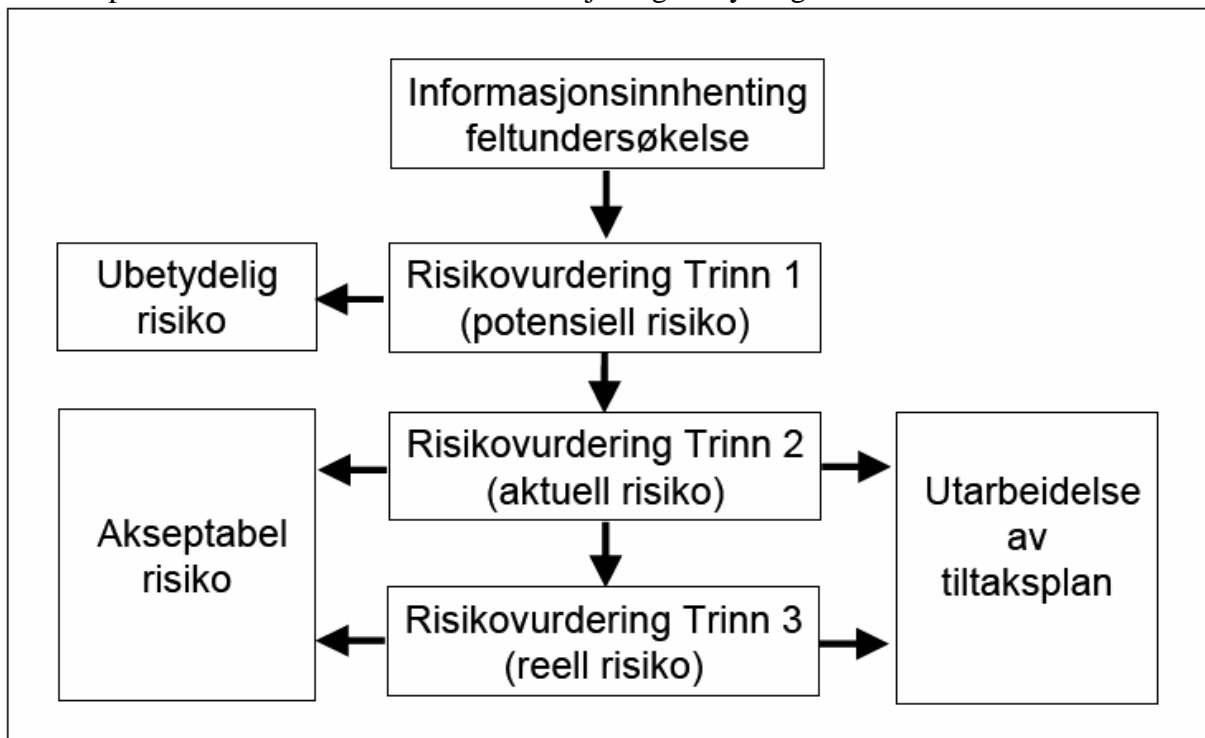 Informasjonsinnhenting
feltundersøkelse
Ubetydelig
risiko
Risikovurdering Trinn 1
(potensiell risiko)
Akseptabel
risiko
Risikovurdering Trinn 2
(aktuell risiko)
Utarbeidelse
av
tiltaksplan
Risikovurdering Trinn 3
(reell risiko)